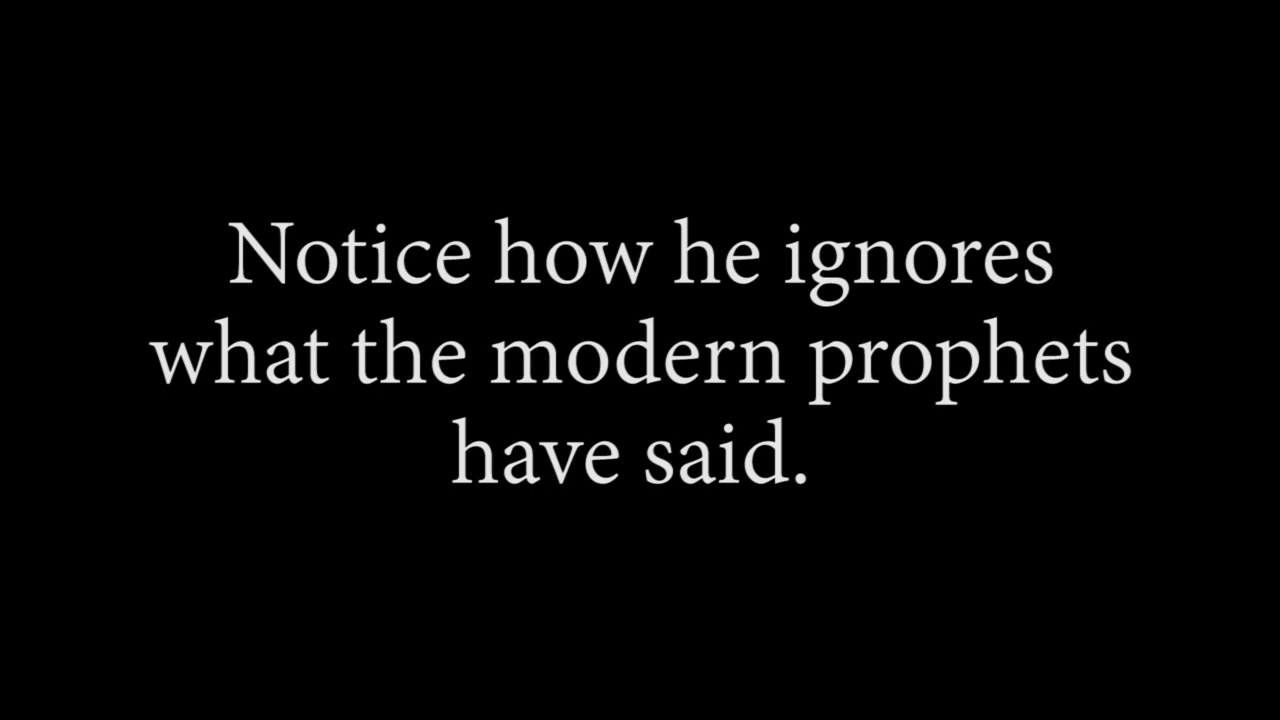 Notice how he ignores
what the modern prophets
have said.